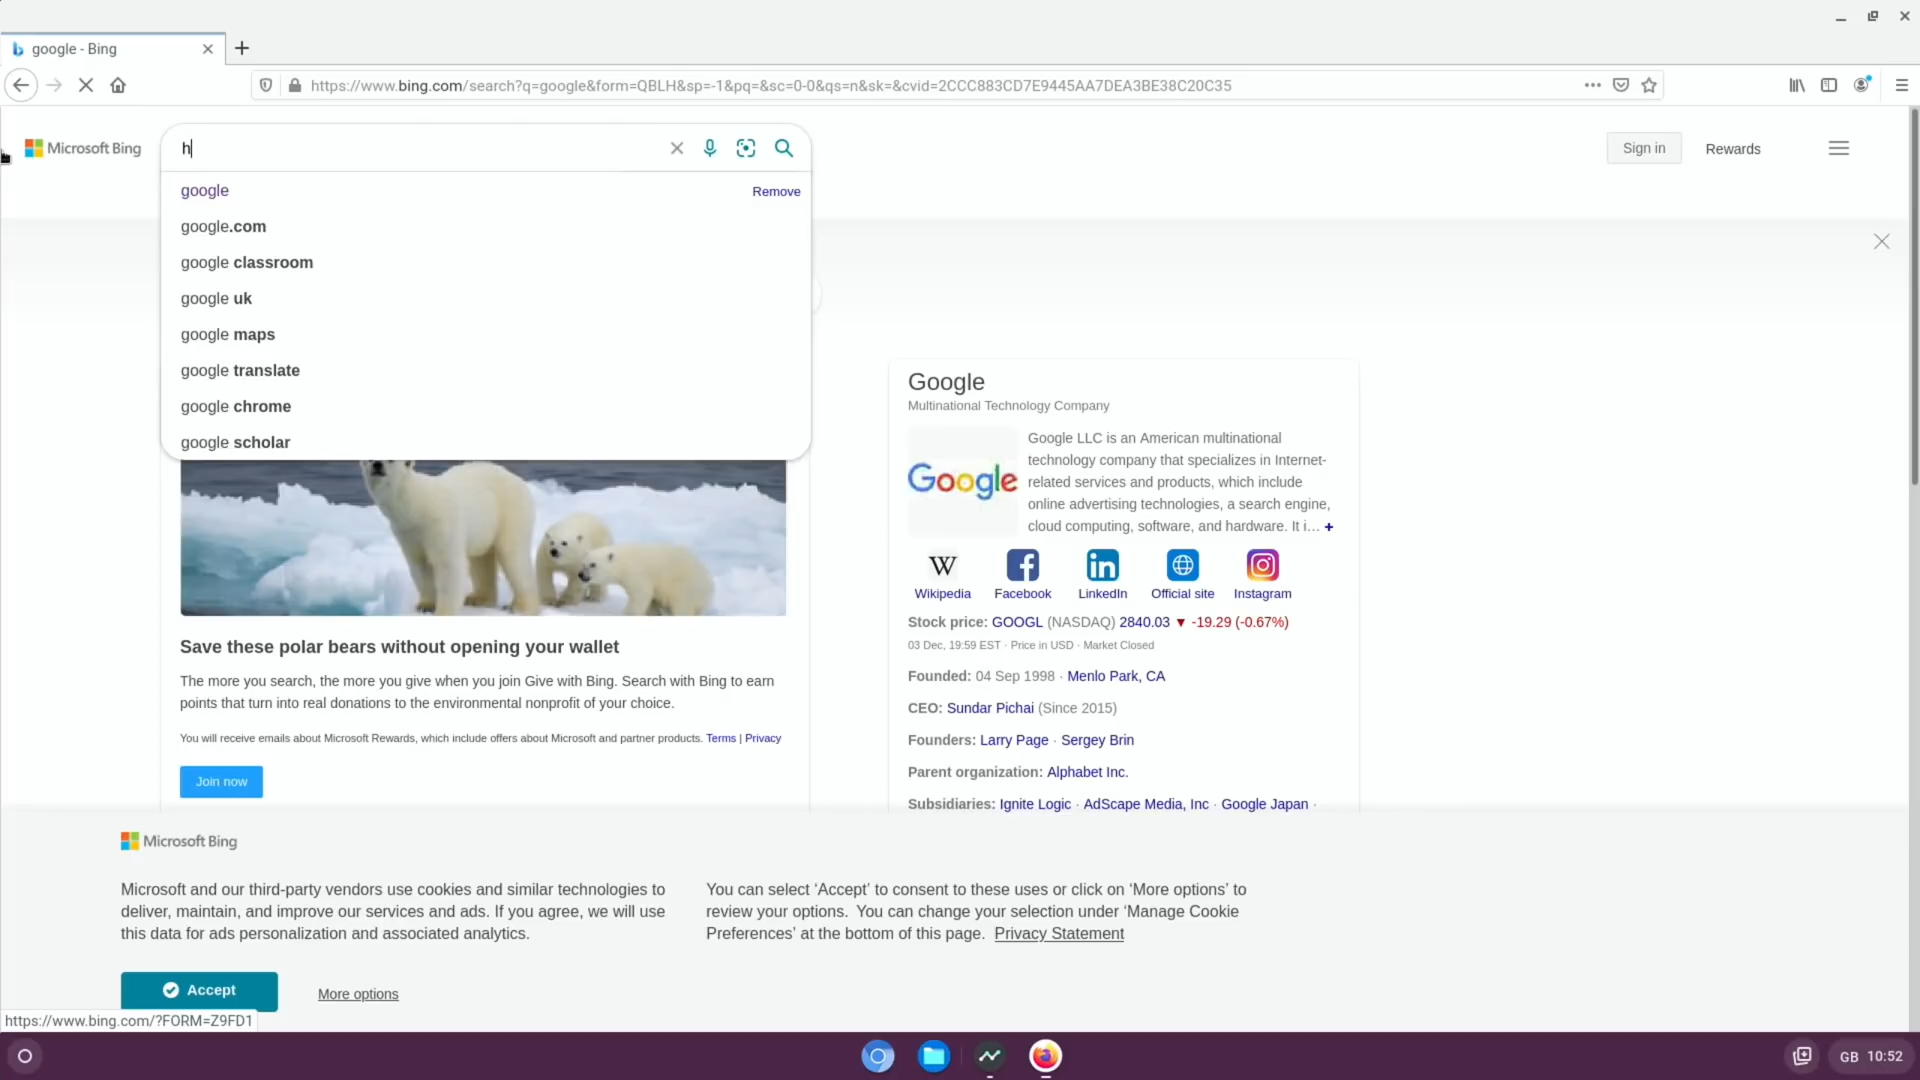 google - Bing
https://www.bing.com/search?q=google&form=QBLH&sp=-1&pq=&sc=0-0&qs=n&sk=&cvid=2CCC883CD7E9445AA7DEA3BE38C20C35
Microsoft Bing
h
Sign in
Rewards
google
Remove
google.com
google classroom
google uk
google maps
google translate
google chrome
google scholar
Save these polar bears without opening your wallet
The more you search, the more you give when you join Give with Bing. Search with Bing to earn
points that turn into real donations to the environmental nonprofit of your choice.
You will receive emails about Microsoft Rewards, which include offers about Microsoft and partner products. Terms | Privacy
Join now
Google
Multinational Technology Company
Google
Google LLC is an American multinational
technology company that specializes in Internet-
related services and products, which include
online advertising technologies, a search engine,
cloud computing, software, and hardware. It i… +
W
Wikipedia
Facebook
in
LinkedIn
Official site
Instagram
Stock price: GOOGL (NASDAQ) 2840.03 ▼ -19.29 (-0.67%)
03 Dec, 19:59 EST · Price in USD · Market Closed
Founded: 04 Sep 1998 · Menlo Park, CA
CEO: Sundar Pichai (Since 2015)
Founders: Larry Page · Sergey Brin
Parent organization: Alphabet Inc.
Subsidiaries: Ignite Logic · AdScape Media, Inc · Google Japan ·
Microsoft Bing
Microsoft and our third-party vendors use cookies and similar technologies to
deliver, maintain, and improve our services and ads. If you agree, we will use
this data for ads personalization and associated analytics.
You can select ‘Accept’ to consent to these uses or click on ‘More options’ to
review your options. You can change your selection under ‘Manage Cookie
Preferences’ at the bottom of this page. Privacy Statement
Accept
More options
https://www.bing.com/?FORM=Z9FD1
GB 10:52